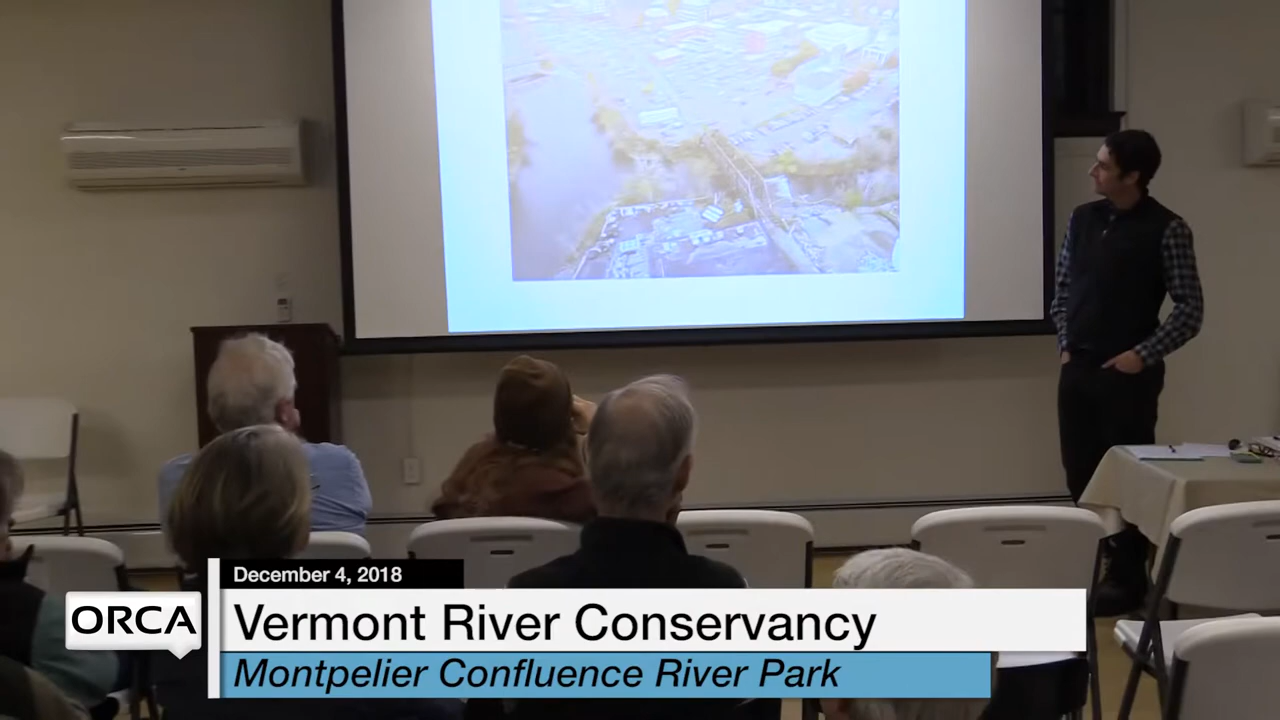 December 4, 2018
ORCA
Vermont River Conservancy
Montpelier Confluence River Park